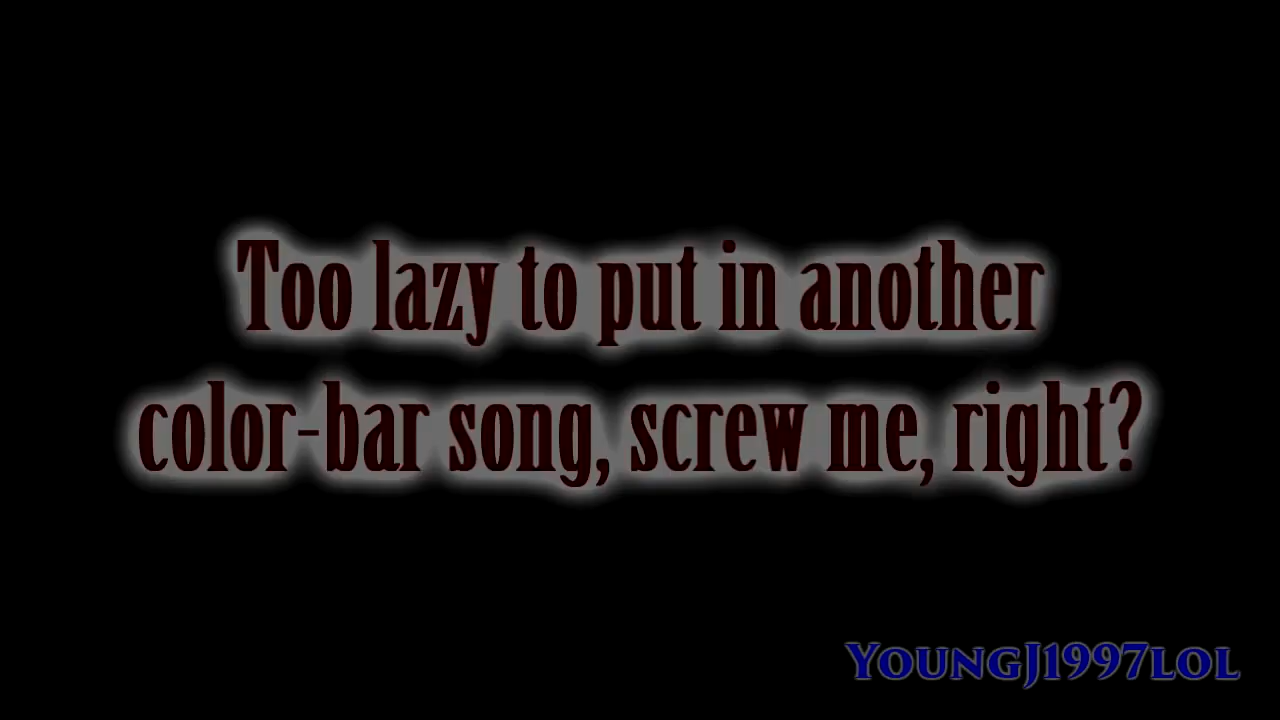 Too lazy to put in another
color-bar song, screw me, right?
YoungJ1997lol